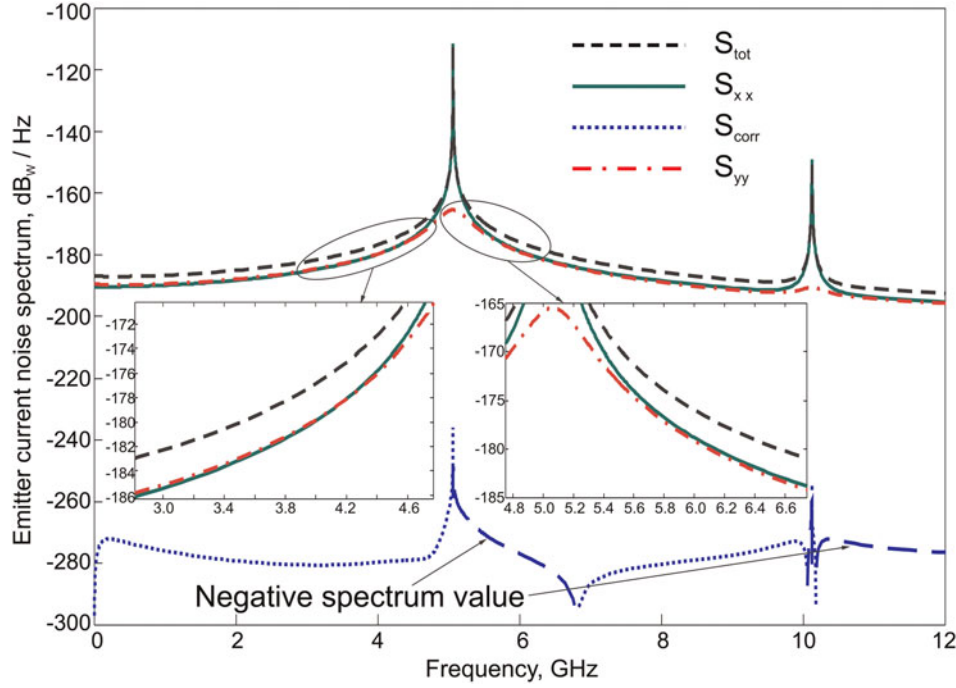 Emitter current noise spectrum, dBw / Hz
-100
-120
-140
-160
-180
-200
-220
-240
-260
-280
-300
Stot
Sx x
Scorr
Syy
-172
-174
-176
-178
-180
-182
-184
-186
3.0 3.4 3.8 4.2 4.6
-165
-170
-175
-180
-185
4.8 5.0 5.2 5.4 5.6 5.8 6.0 6.2 6.4 6.6
Negative spectrum value
0 2 4 6 8 10 12
Frequency, GHz